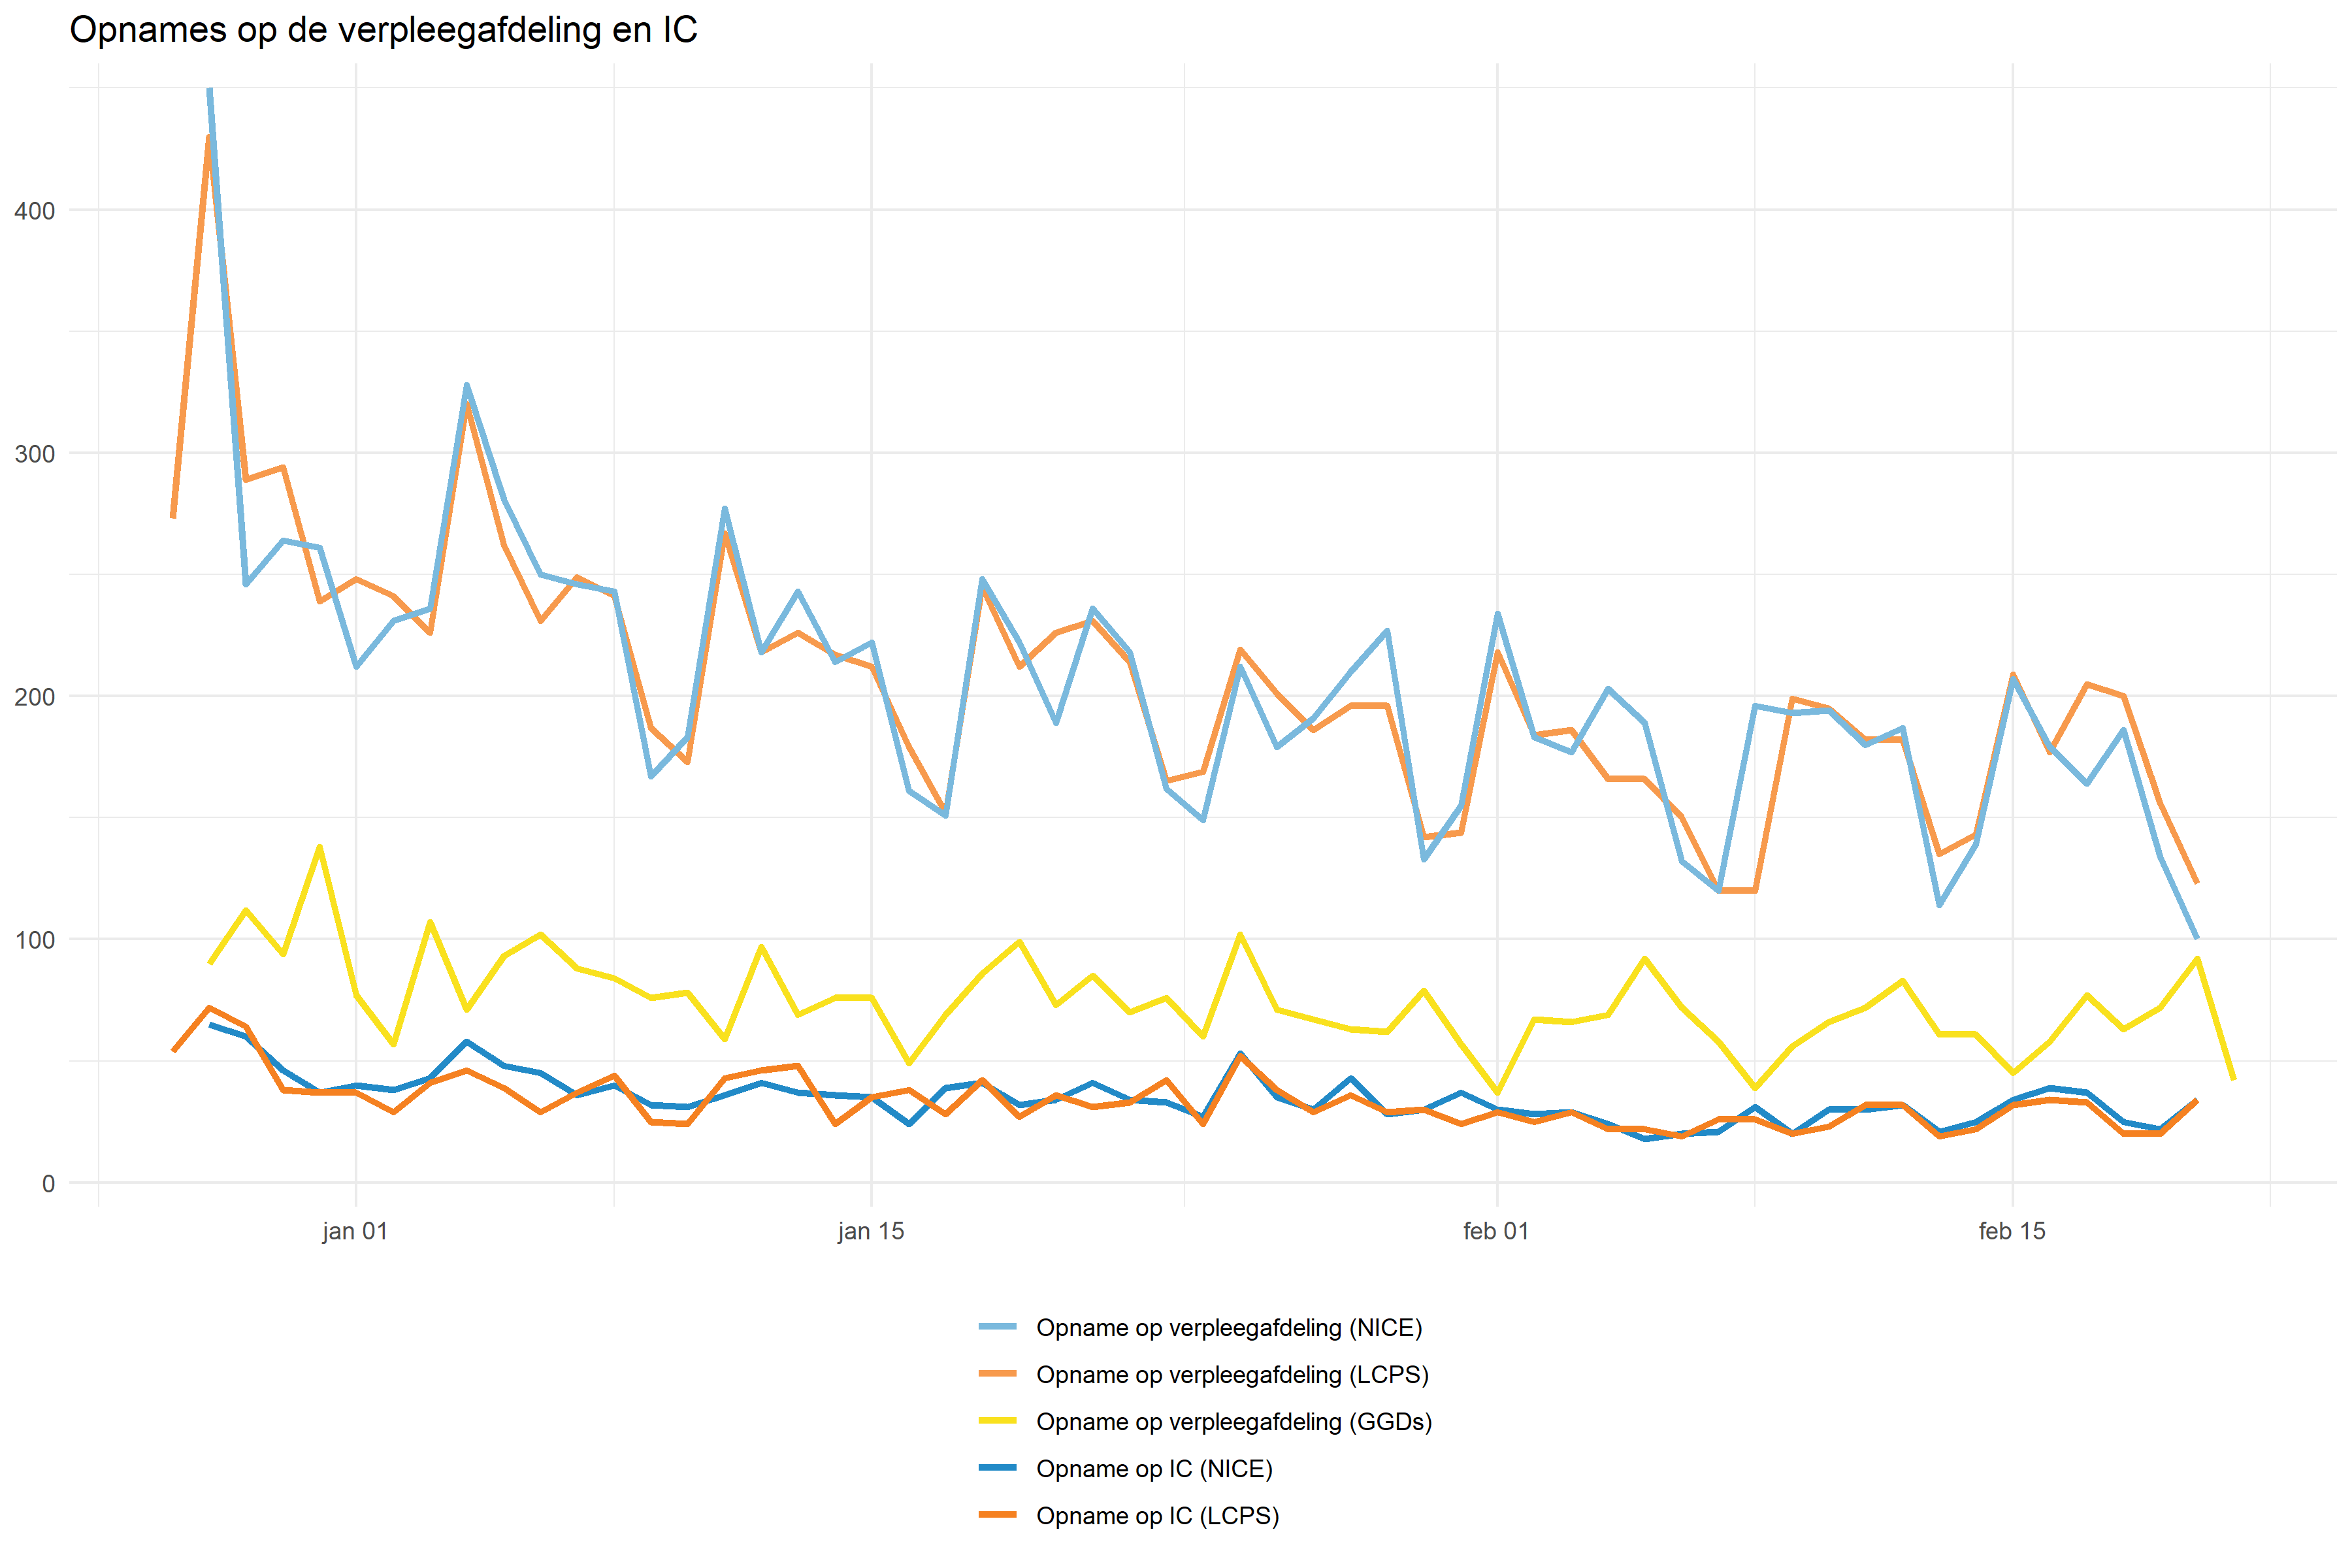 Opnames op de verpleegafdeling en IC
400
300
200
100
0
jan 01
jan 15
feb 01
feb 15
Opname op verpleegafdeling (NICE)
Opname op verpleegafdeling (LCPS)
Opname op verpleegafdeling (GGDs)
Opname op IC (NICE)
Opname op IC (LCPS)